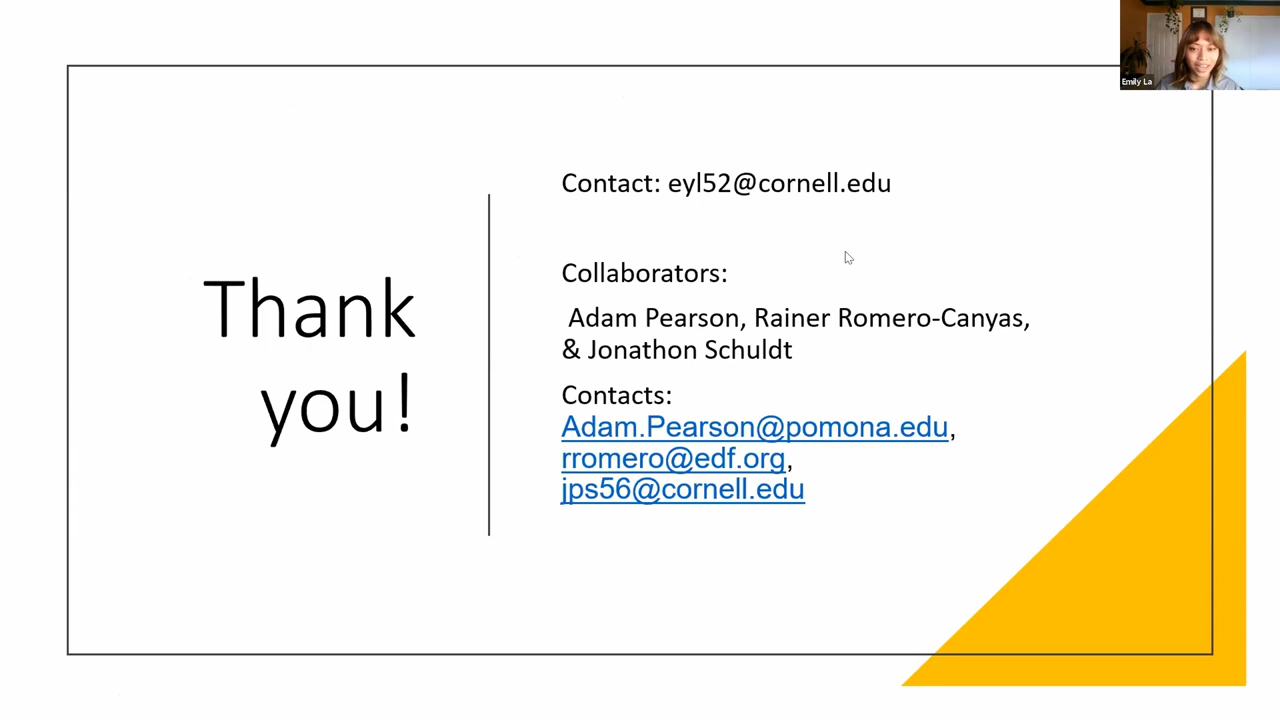 Emily La
Thank
you!
Contact: eyl52@cornell.edu
Collaborators:
Adam Pearson, Rainer Romero-Canyas,
& Jonathon Schuldt
Contacts:
Adam.Pearson@pomona.edu,
rromero@edf.org,
jps56@cornell.edu